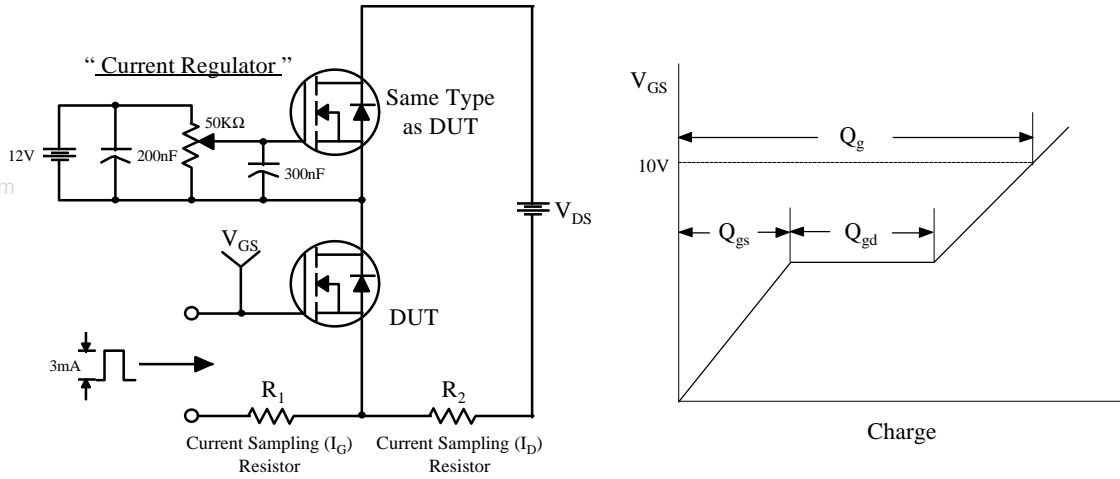 “ Current Regulator ”
Same Type
as DUT
50KΩ
12V
200nF
300nF
V_DS
V_GS
DUT
3mA
R_1
R_2
Current Sampling (I_G)
Resistor
Current Sampling (I_D)
Resistor
V_GS
10V
Q_g
Q_gs
Q_gd
Charge
m